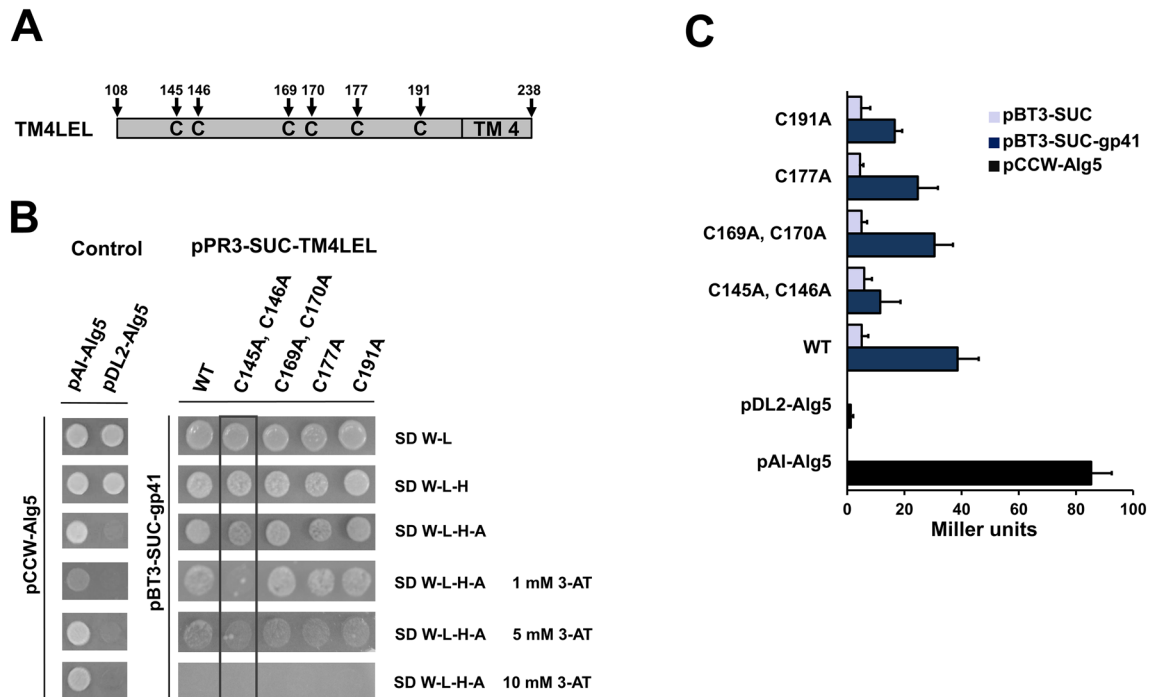 A
108 145 146 169 170 177 191 238
TM4LEL C C C C C C TM 4
B
Control pPR3-SUC-TM4LEL
pAI-Alg5 pDL2-Alg5 WT C145A, C146A C169A, C170A C177A C191A
pCCW-Alg5
pBT3-SUC-gp41
SD W-L
SD W-L-H
SD W-L-H-A
SD W-L-H-A 1 mM 3-AT
SD W-L-H-A 5 mM 3-AT
SD W-L-H-A 10 mM 3-AT
C
pBT3-SUC
pBT3-SUC-gp41
pCCW-Alg5
C191A
C177A
C169A, C170A
C145A, C146A
WT
pDL2-Alg5
pAI-Alg5
0 20 40 60 80 100
Miller units